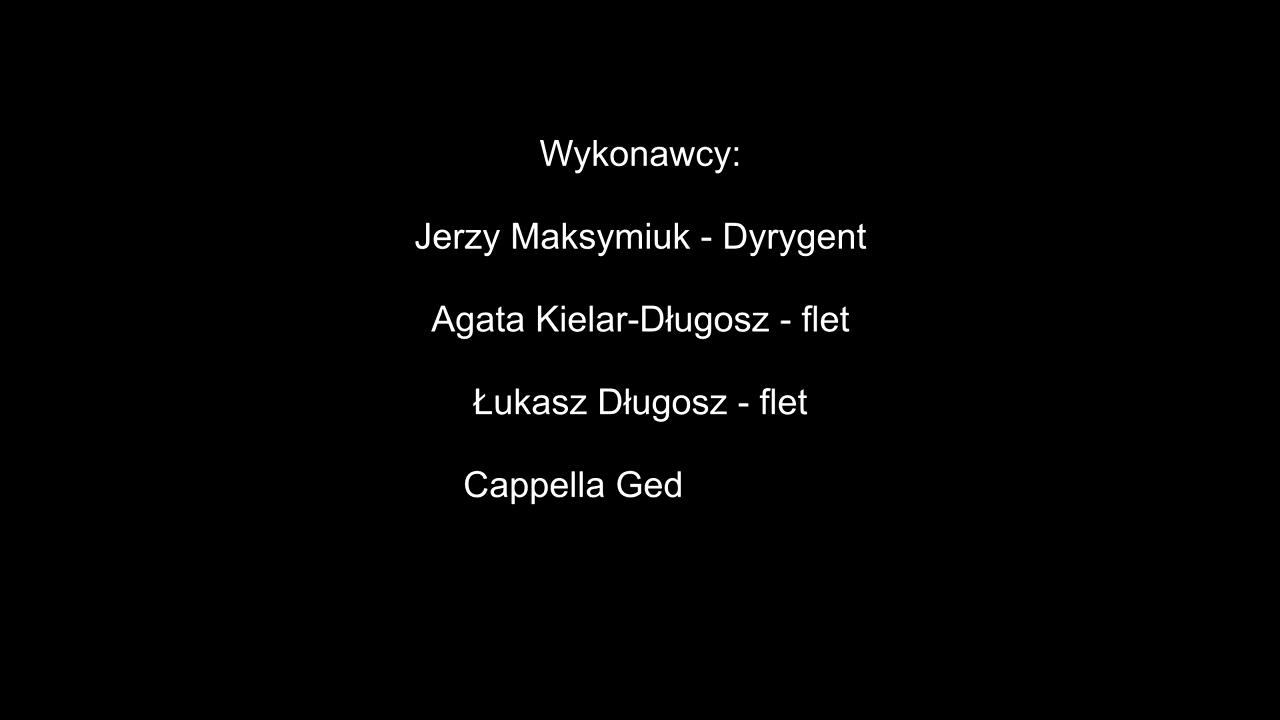 Wykonawcy:
Jerzy Maksymiuk - Dyrygent
Agata Kielar-Długosz - flet
Łukasz Długosz - flet
Cappella Ged